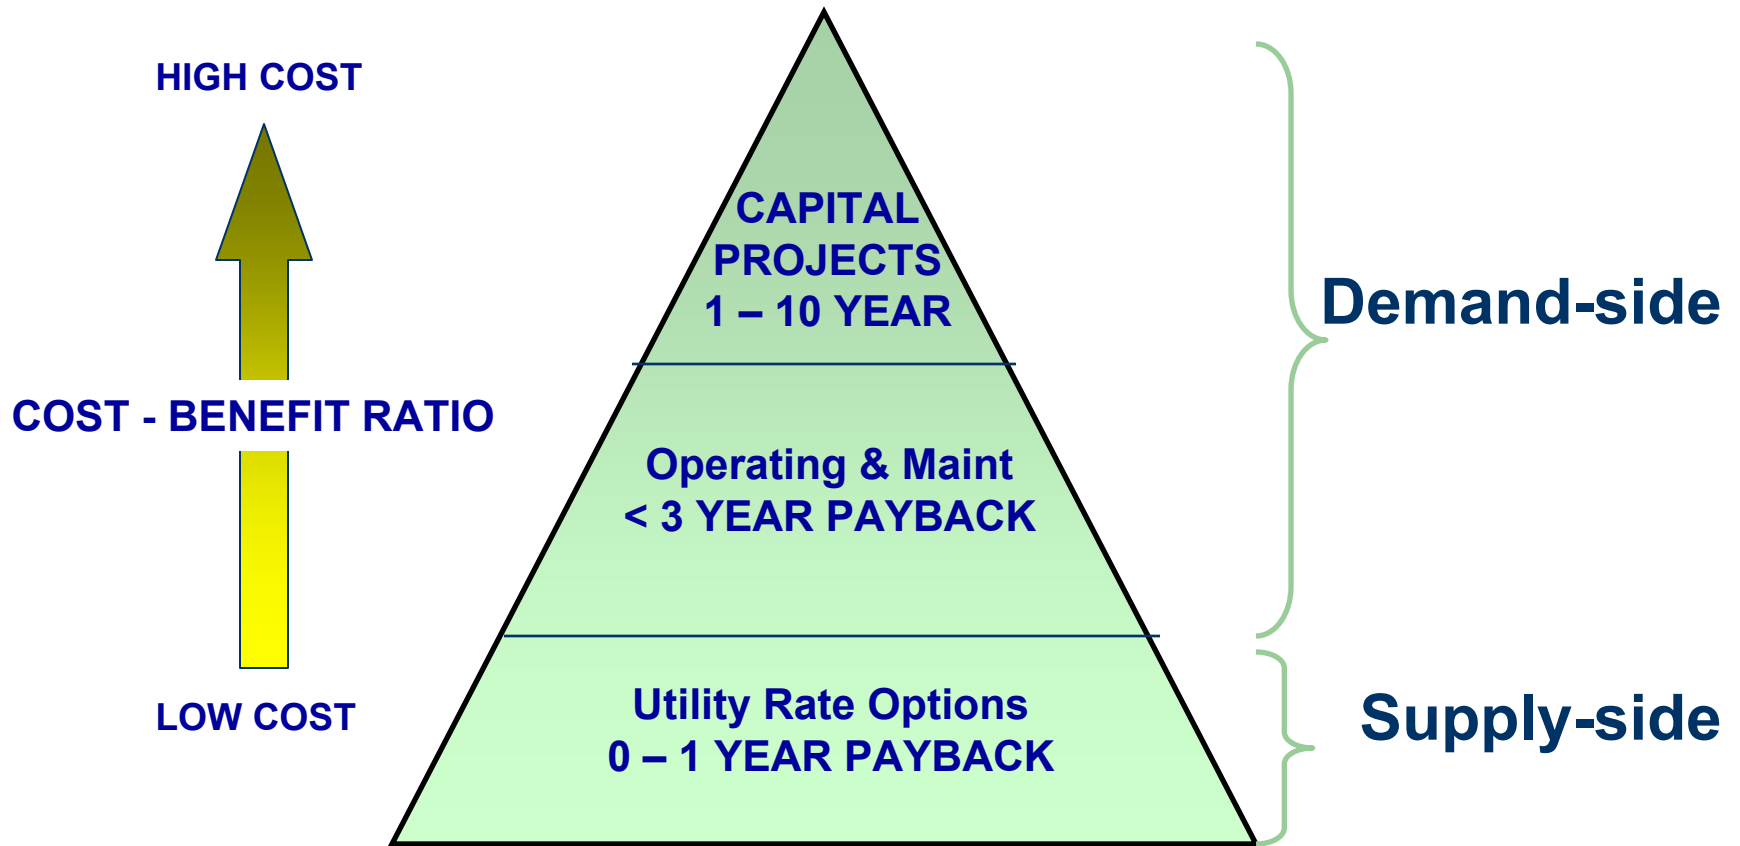 HIGH COST
COST - BENEFIT RATIO
LOW COST
CAPITAL
PROJECTS
1 – 10 YEAR
Operating & Maint
< 3 YEAR PAYBACK
Utility Rate Options
0 – 1 YEAR PAYBACK
Demand-side
Supply-side